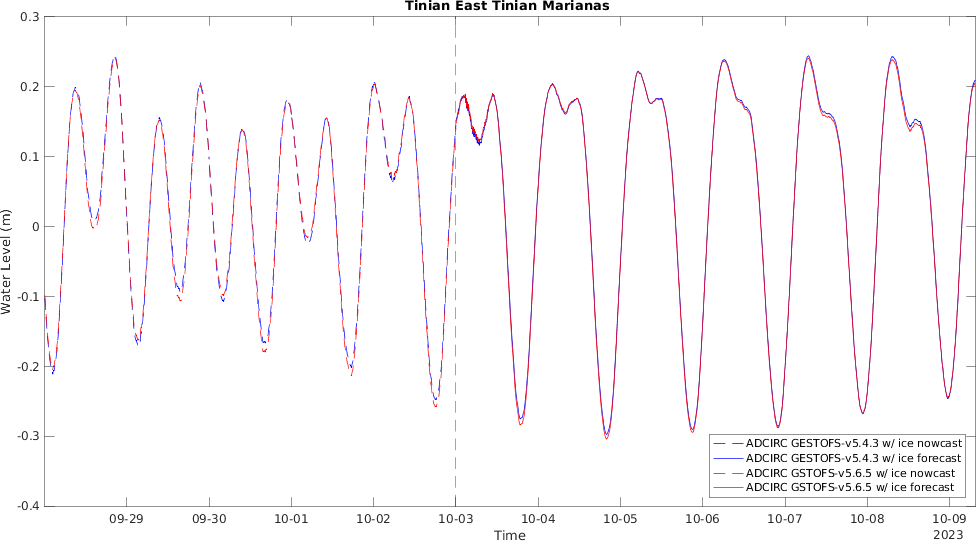 Tinian East Tinian Marianas
0.3
0.2
0.1
0
-0.1
-0.2
-0.3
-0.4
Water Level (m)
09-29 09-30 10-01 10-02 10-03 10-04 10-05 10-06 10-07 10-08 10-09
Time 2023
ADCIRC GESTOFS-v5.4.3 w/ ice nowcast
ADCIRC GESTOFS-v5.4.3 w/ ice forecast
ADCIRC GSTOFS-v5.6.5 w/ ice nowcast
ADCIRC GSTOFS-v5.6.5 w/ ice forecast